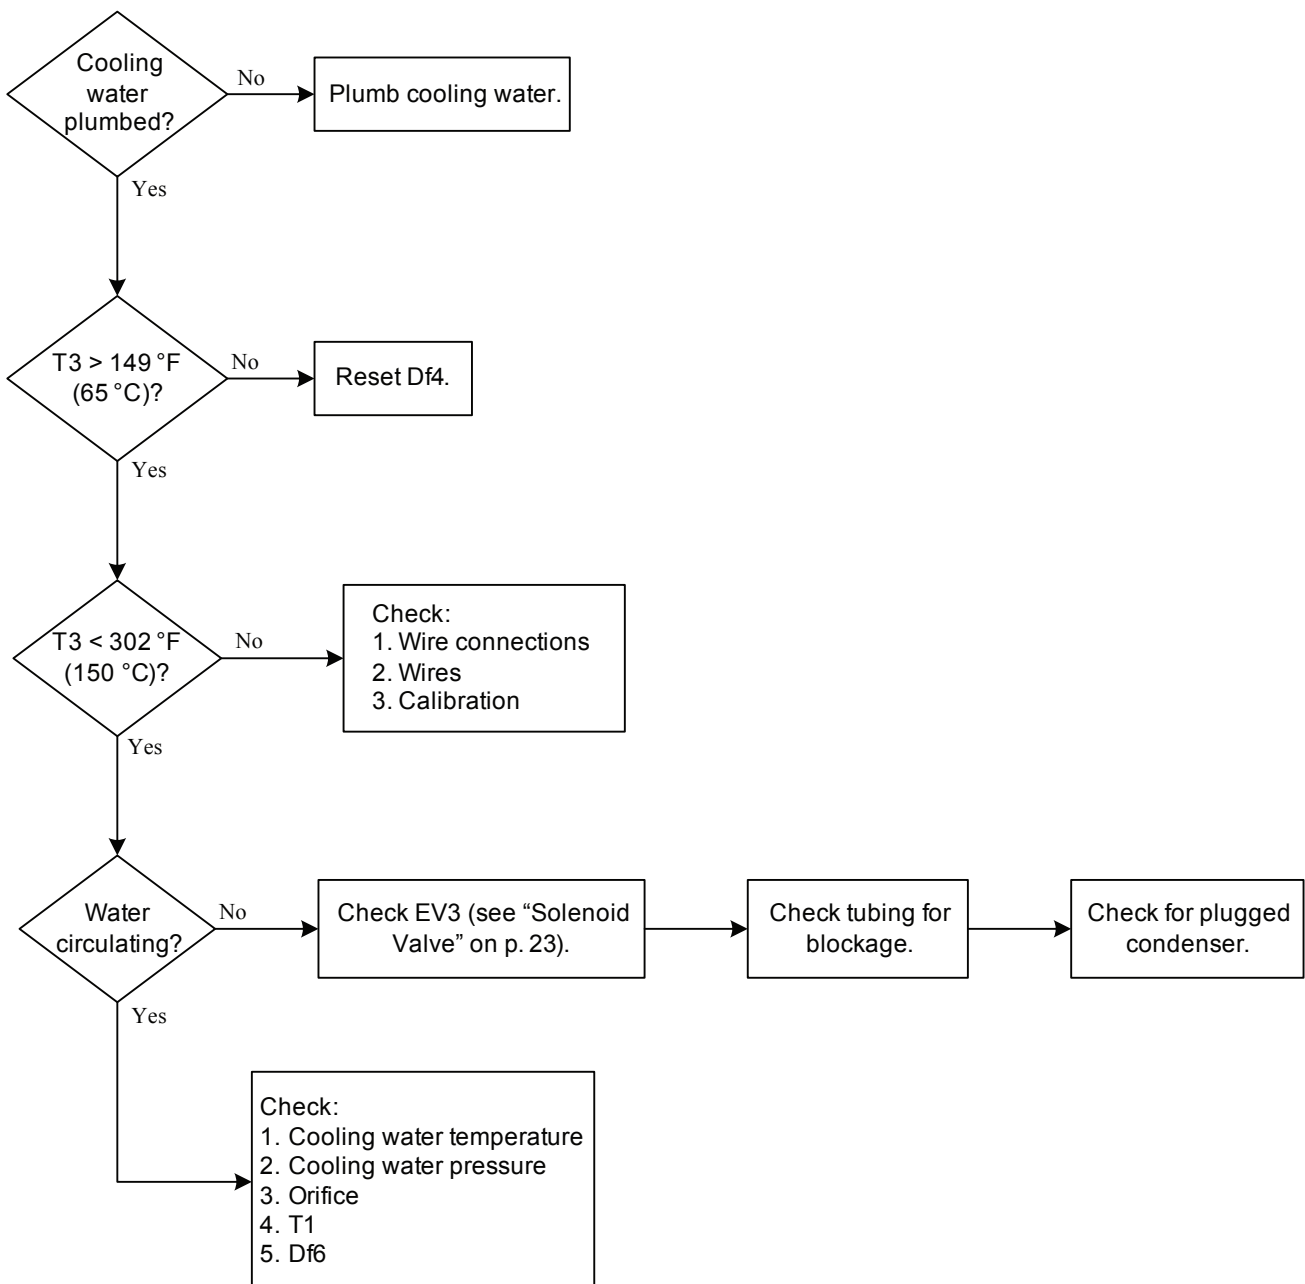 Cooling
water
plumbed?
No
Plumb cooling water.
Yes
T3 > 149 °F
(65 °C)?
No
Reset Df4.
Yes
T3 < 302 °F
(150 °C)?
No
Check:
1. Wire connections
2. Wires
3. Calibration
Yes
Water
circulating?
No
Check EV3 (see “Solenoid
Valve” on p. 23).
Check tubing for
blockage.
Check for plugged
condenser.
Yes
Check:
1. Cooling water temperature
2. Cooling water pressure
3. Orifice
4. T1
5. Df6